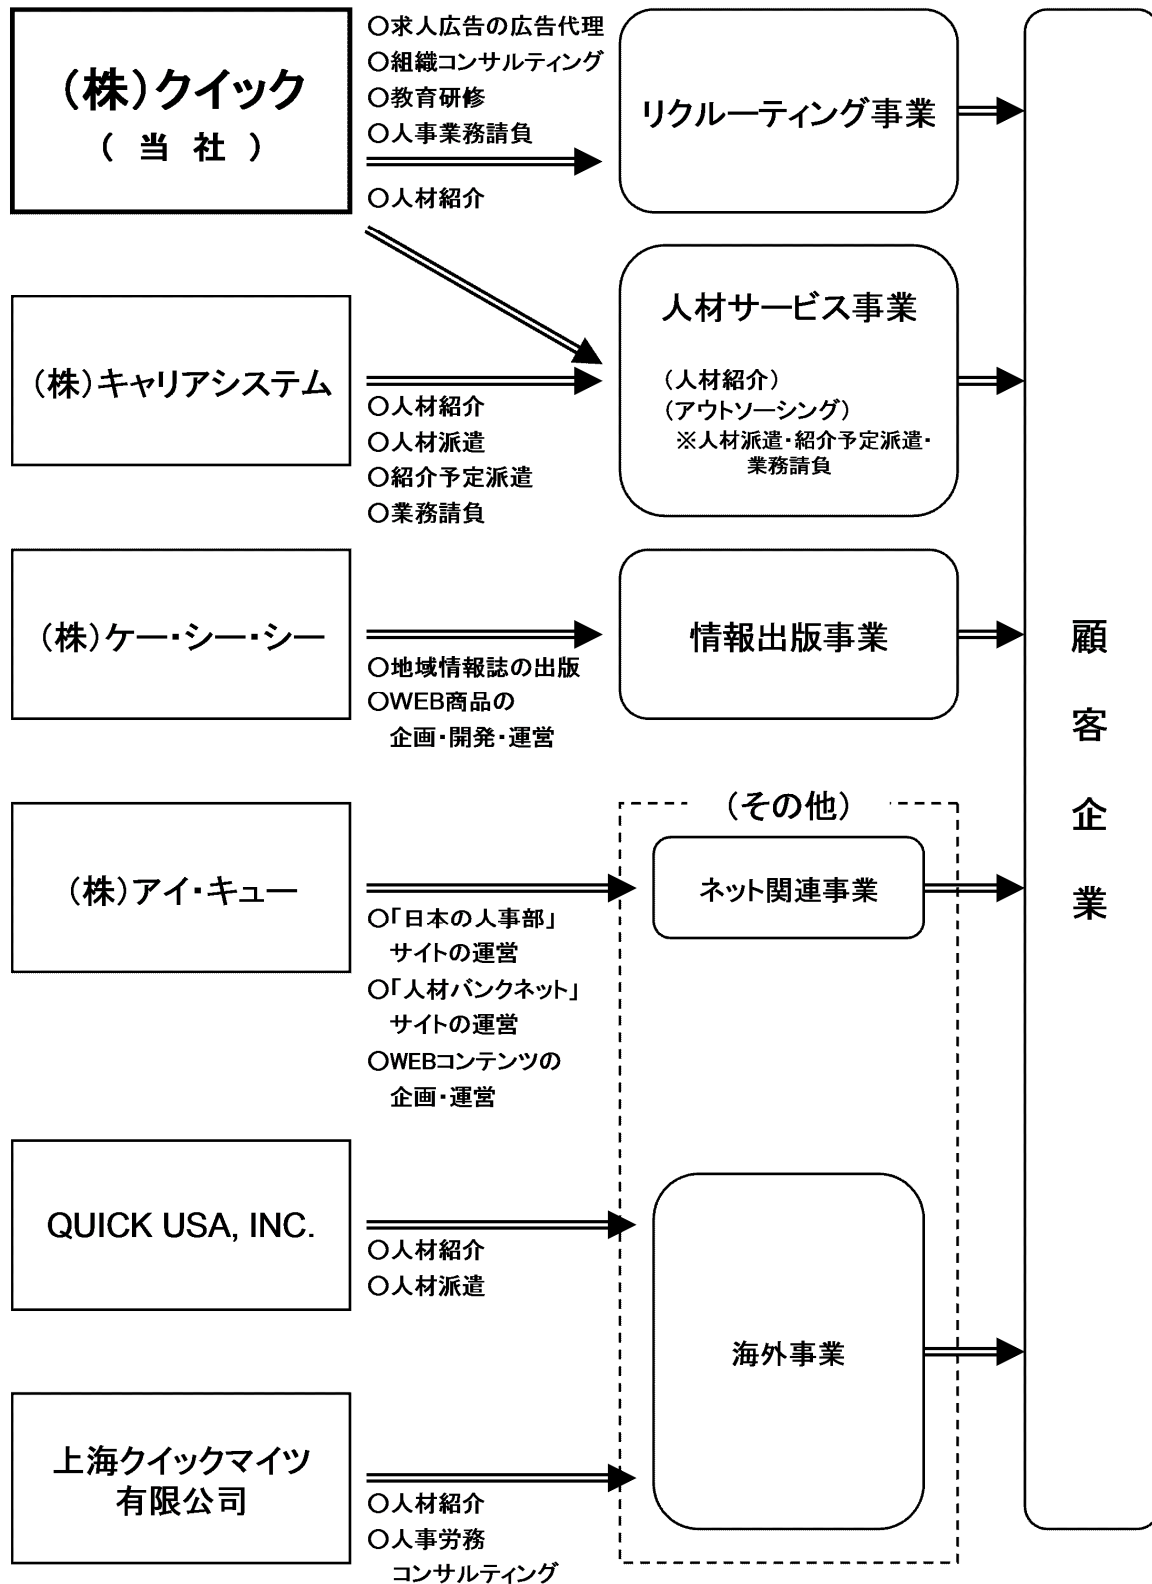 (株)クイック
( 当 社 )
○求人広告の広告代理
○組織コンサルティング
○教育研修
○人事業務請負
○人材紹介
リクルーティング事業
(株)キャリアシステム
○人材紹介
○人材派遣
○紹介予定派遣
○業務請負
人材サービス事業
(人材紹介)
(アウトソーシング)
※人材派遣・紹介予定派遣・
業務請負
(株)ケー・シー・シー
○地域情報誌の出版
○WEB商品の
企画・開発・運営
情報出版事業
(株)アイ・キュー
○「日本の人事部」
サイトの運営
○「人材バンクネット」
サイトの運営
○WEBコンテンツの
企画・運営
(その他)
ネット関連事業
QUICK USA, INC.
○人材紹介
○人材派遣
海外事業
上海クイックマイツ
有限公司
○人材紹介
○人事労務
コンサルティング
顧客企業